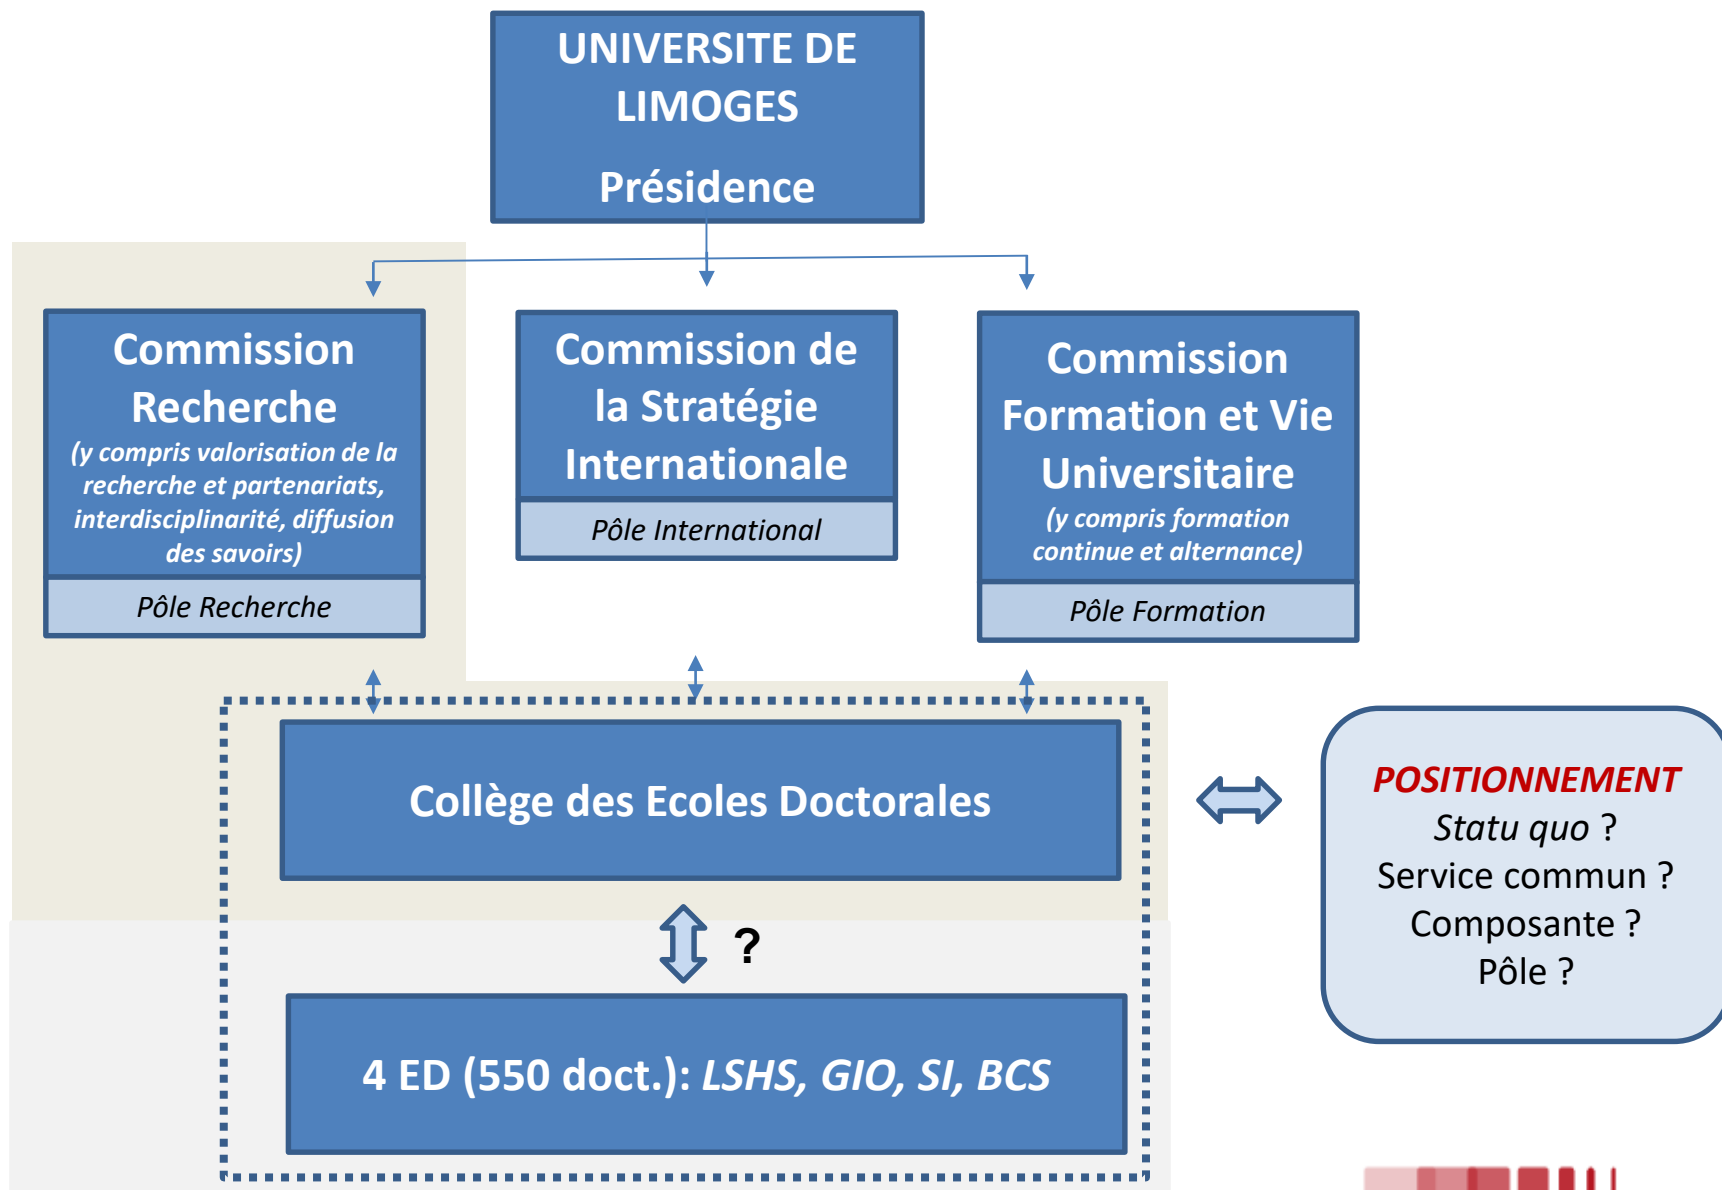 UNIVERSITE DE
LIMOGES
Présidence
Commission
Recherche
(y compris valorisation de la
recherche et partenariats,
interdisciplinarité, diffusion
des savoirs)
Pôle Recherche
Commission de
la Stratégie
Internationale
Pôle International
Commission
Formation et Vie
Universitaire
(y compris formation
continue et alternance)
Pôle Formation
Collège des Ecoles Doctorales
?
4 ED (550 doct.): LSHS, GIO, SI, BCS
POSITIONNEMENT
Statu quo ?
Service commun ?
Composante ?
Pôle ?